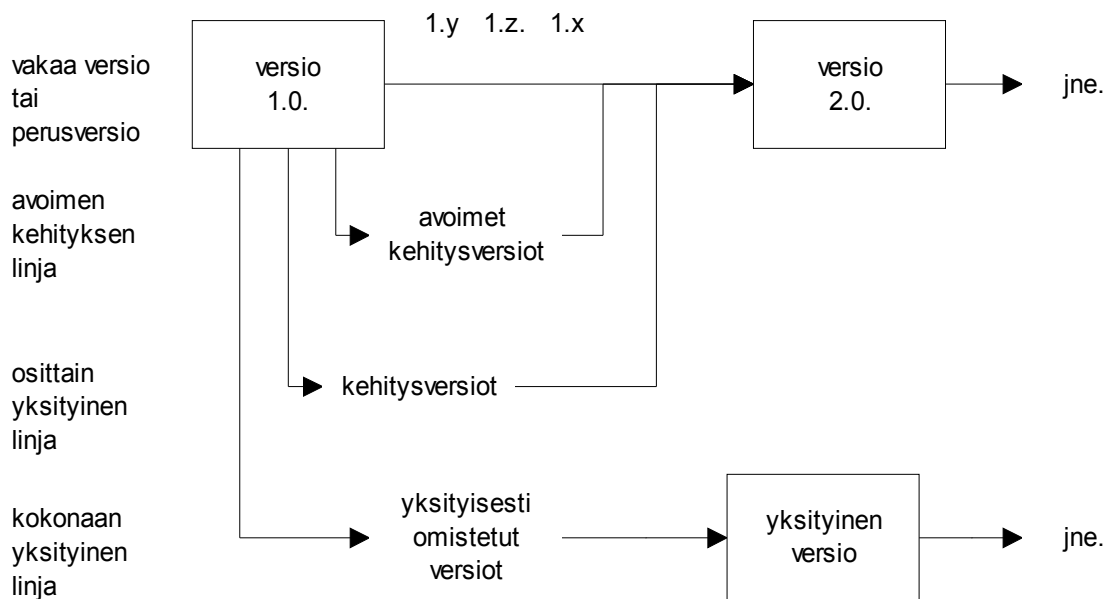 1.y 1.z. 1.x
vakaa versio
tai
perusversio
versio
1.0.
versio
2.0.
jne.
avoimen
kehityksen
linja
avoimet
kehitysversiot
osittain
yksityinen
linja
kehitysversiot
kokonaan
yksityinen
linja
yksityisesti
omistetut
versiot
yksityinen
versio
jne.